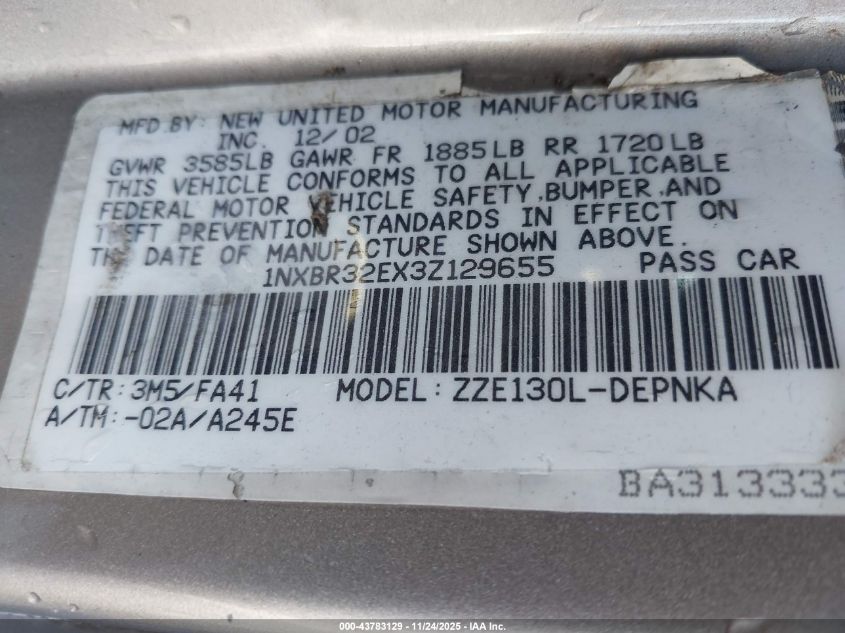 MFD.BY: NEW UNITED MOTOR MANUFACTURING
INC. 12/02
GVWR 3585LB GAWR FR 1885LB RR 1720LB
THIS VEHICLE CONFORMS TO ALL APPLICABLE
FEDERAL MOTOR VEHICLE SAFETY,BUMPER,AND
THEFT PREVENTION STANDARDS IN EFFECT ON
THE DATE OF MANUFACTURE SHOWN ABOVE.
1NXBR32EX3Z129655 PASS CAR
C/TR:3M5/FA41 MODEL:ZZE130L-DEPNKA
A/TM:-02A/A245E
BA313333
000-43783129 - 11/24/2025 - IAA Inc.